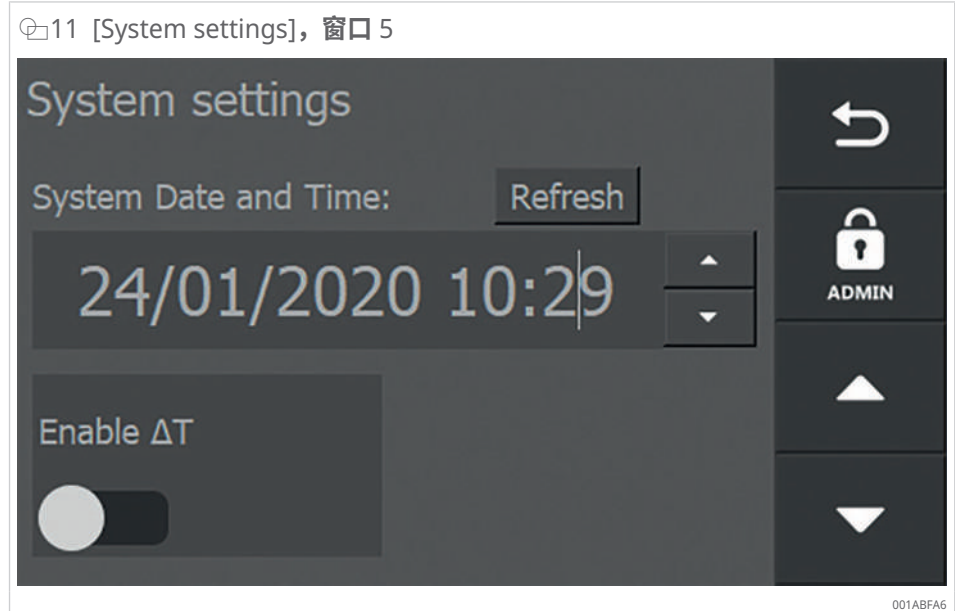 11 [System settings]，窗口 5
System settings
System Date and Time:
Refresh
24/01/2020 10:29
ADMIN
Enable ΔT
001ABFA6